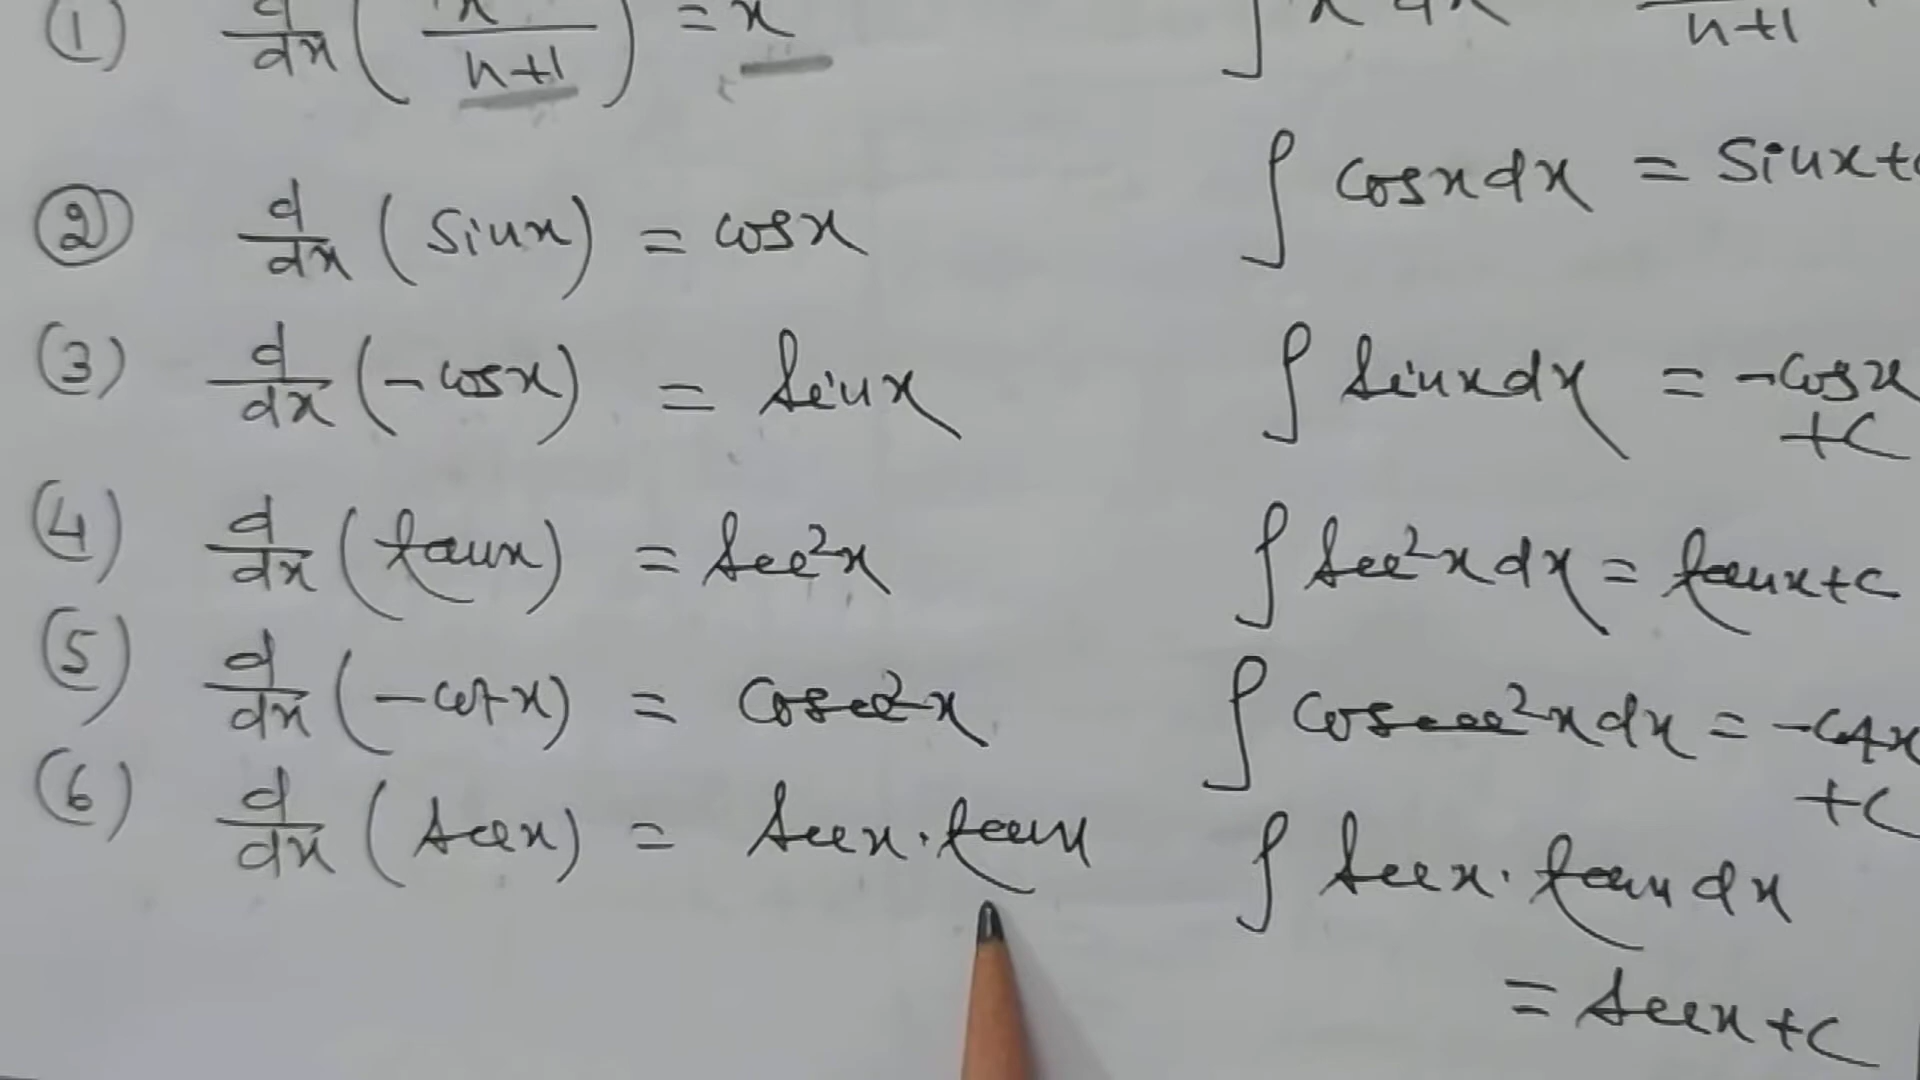 (1) d/dx (x/n+1) = x ∫ x dx n+1
(2) d/dx (Sinx) = cosx ∫ cosx dx = Sinx+c
(3) d/dx (-cosx) = Sinx ∫ Sinx dx = -cosx
+C
(4) d/dx (tanx) = Sec²x ∫ Sec²x dx = tanx+c
(5) d/dx (-cotx) = Cosec²x ∫ Cosec²x dx = -cotx
+C
(6) d/dx (Secx) = Secx.tanx ∫ Secx.tanx dx
= Secx+C